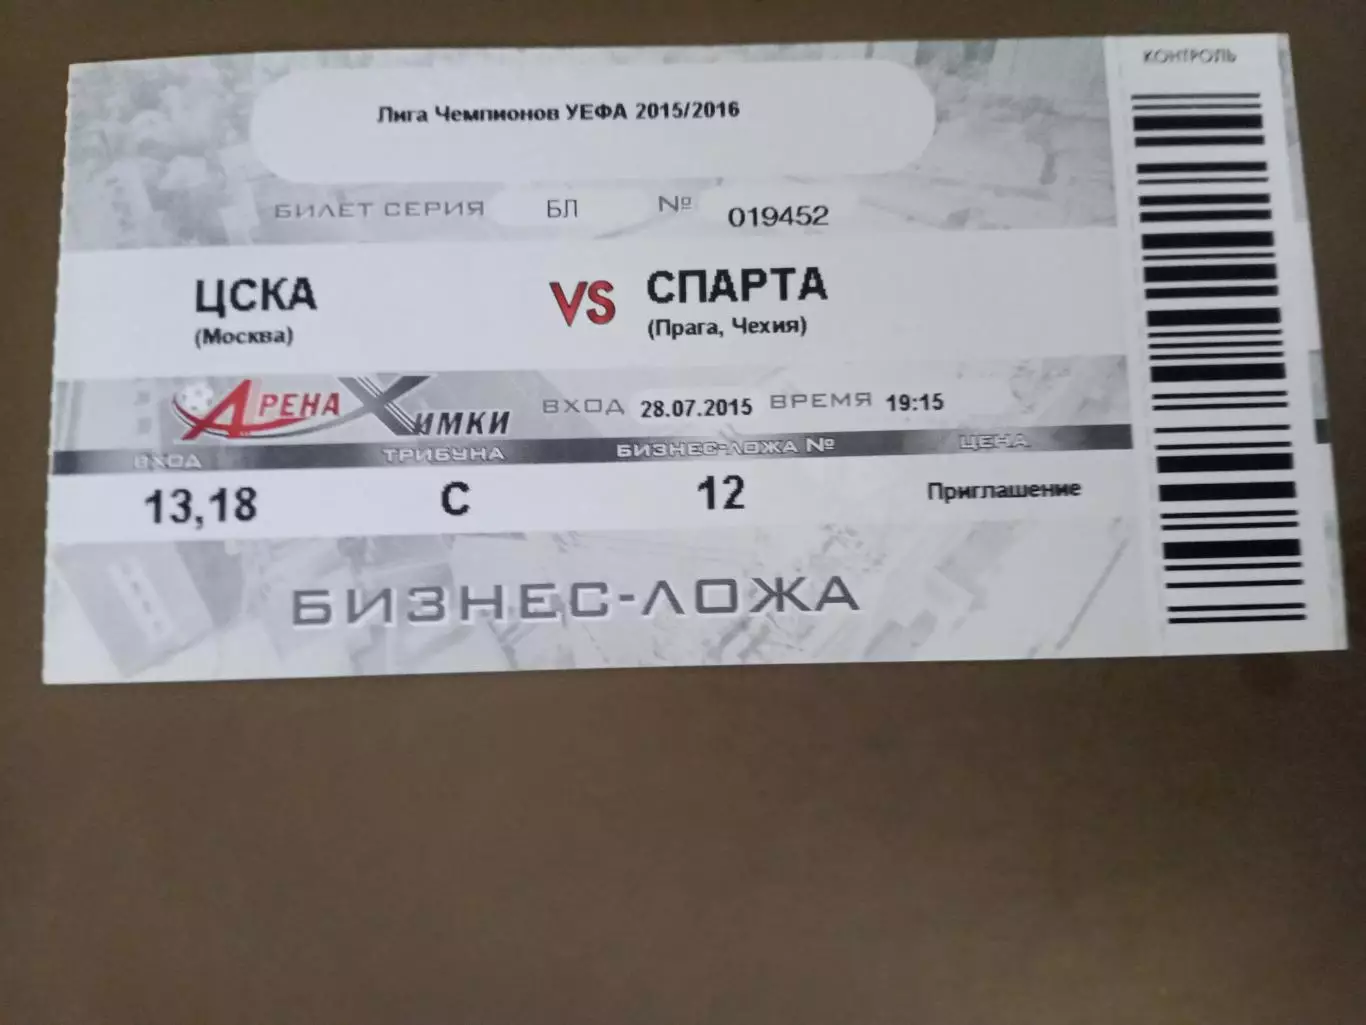 КОНТРОЛЬ
Лига Чемпионов УЕФА 2015/2016
БИЛЕТ СЕРИЯ БЛ № 019452
ЦСКА VS СПАРТА
(Москва) (Прага, Чехия)
АРЕНА ХИМКИ ВХОД 28.07.2015 ВРЕМЯ 19:15
ВХОД ТРИБУНА БИЗНЕС-ЛОЖА № ЦЕНА
13,18 С 12 Приглашение
БИЗНЕС-ЛОЖА